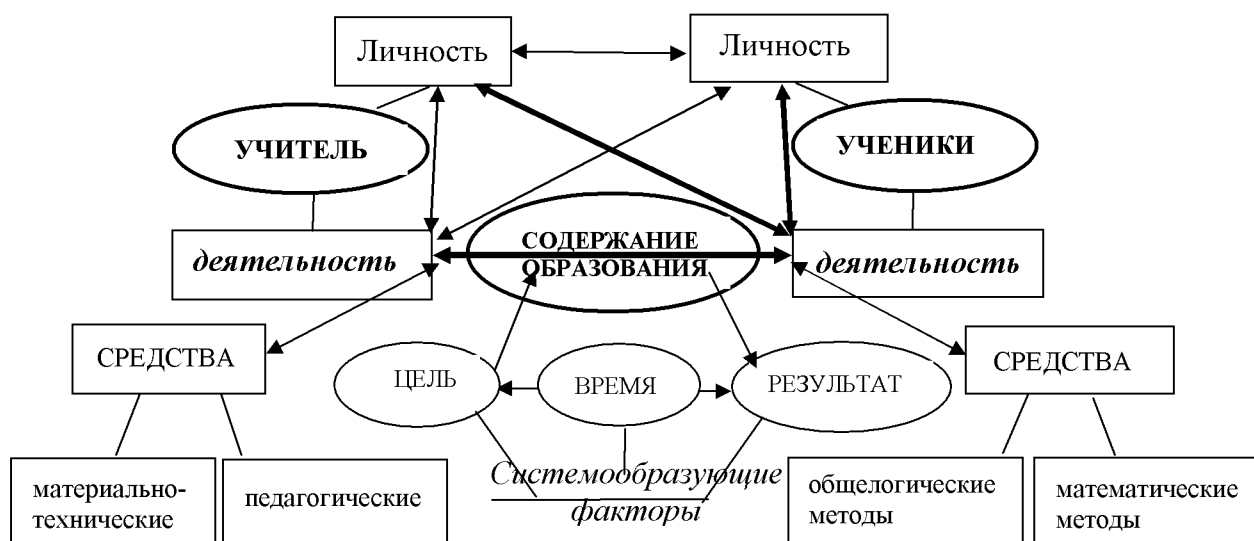 Личность
Личность
УЧИТЕЛЬ
УЧЕНИКИ
деятельность
СОДЕРЖАНИЕ
ОБРАЗОВАНИЯ
деятельность
СРЕДСТВА
ЦЕЛЬ
ВРЕМЯ
РЕЗУЛЬТАТ
СРЕДСТВА
материально-
технические
педагогические
Системообразующие
факторы
общелогические
методы
математические
методы